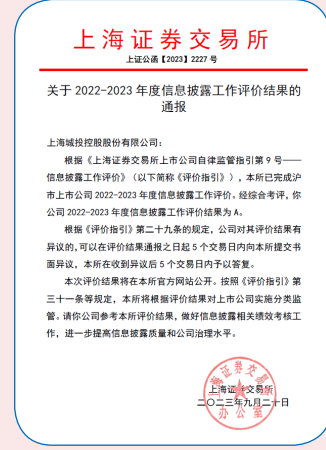 上海证券交易所
上证公函【2023】2227 号
关于 2022-2023 年度信息披露工作评价结果的
通报
上海城投控股股份有限公司：
根据《上海证券交易所上市公司自律监管指引第 9 号——
信息披露工作评价》（以下简称《评价指引》），本所已完成沪
市上市公司 2022-2023 年度信息披露工作评价。经综合考评，你
公司 2022-2023 年度信息披露工作评价结果为 A。
根据《评价指引》第二十九条的规定，公司对其评价结果有
异议的，可以在评价结果通报之日起 5 个交易日内向本所提交书
面异议，本所在收到异议后 5 个交易日内予以答复。
本次评价结果将在本所官方网站公开。按照《评价指引》第
三十一条等规定，本所将根据评价结果对上市公司实施分类监
管。请你公司参考本所评价结果，做好信息披露相关绩效考核工
作，进一步提高信息披露质量和公司治理水平。
上海证券交易所
二〇二三年九月二十日
上海证券交易所
办公室